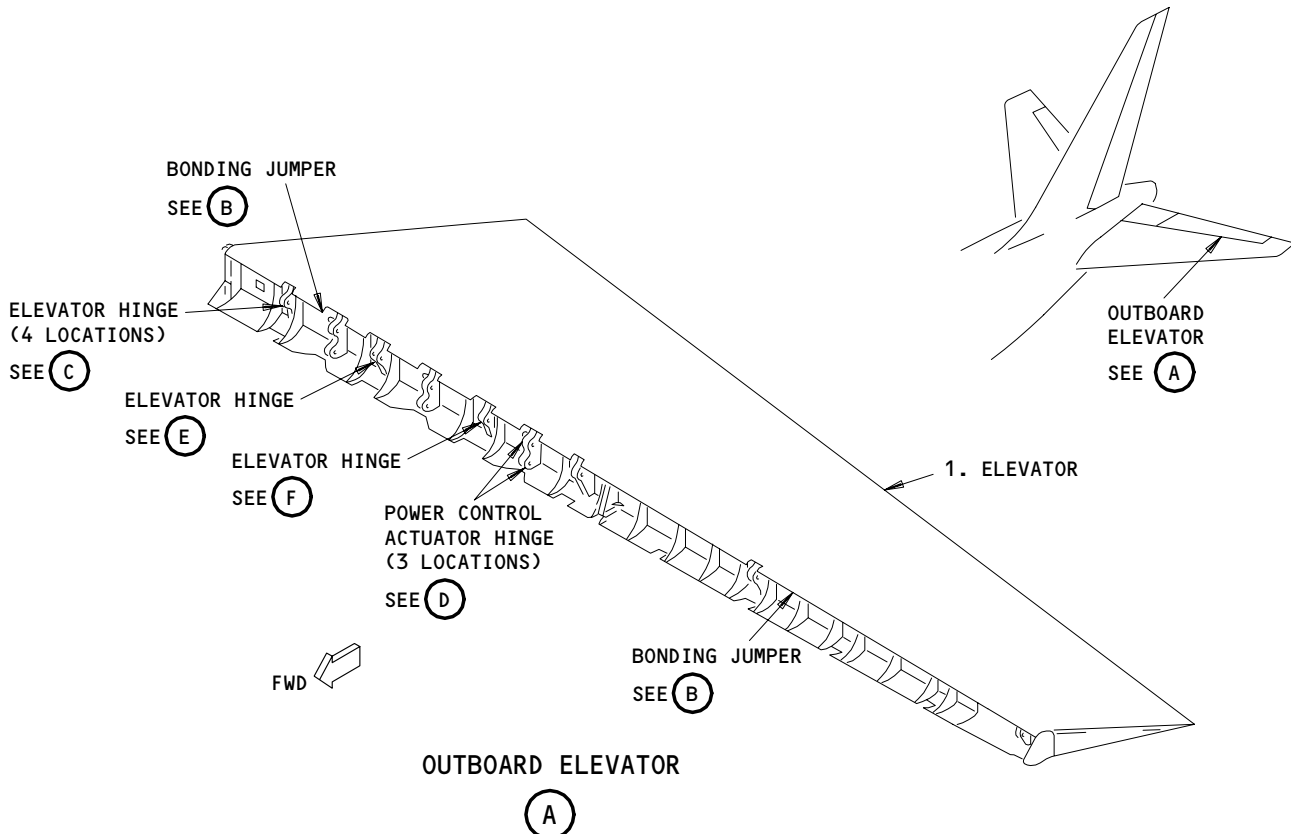 BONDING JUMPER
SEE B
ELEVATOR HINGE
(4 LOCATIONS)
SEE C
ELEVATOR HINGE
SEE E
ELEVATOR HINGE
SEE F
POWER CONTROL
ACTUATOR HINGE
(3 LOCATIONS)
SEE D
OUTBOARD
ELEVATOR
SEE A
1. ELEVATOR
BONDING JUMPER
SEE B
FWD
OUTBOARD ELEVATOR
A